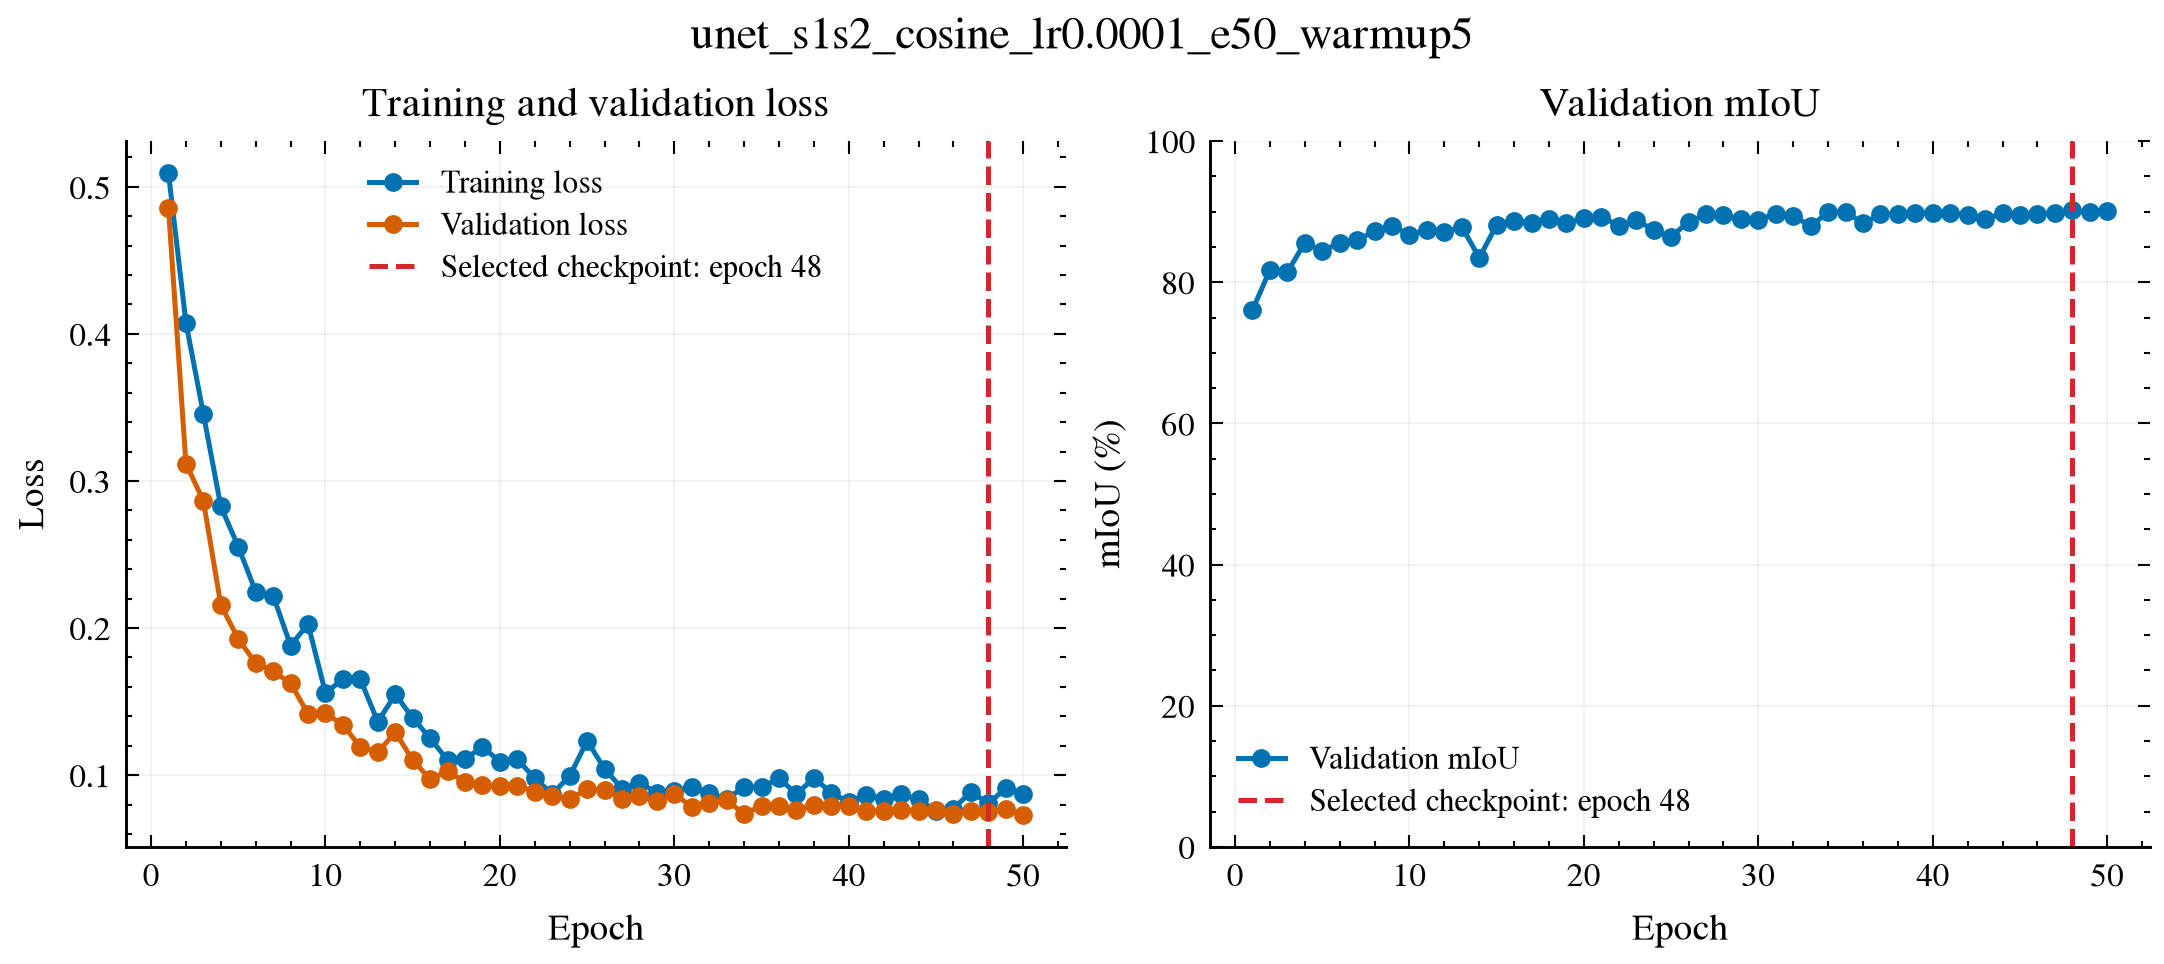 unet_s1s2_cosine_lr0.0001_e50_warmup5
Training and validation loss
Training loss
Validation loss
Selected checkpoint: epoch 48
Loss
0.5
0.4
0.3
0.2
0.1
0 10 20 30 40 50
Epoch
Validation mIoU
mIoU (%)
100
80
60
40
20
0
Validation mIoU
Selected checkpoint: epoch 48
0 10 20 30 40 50
Epoch